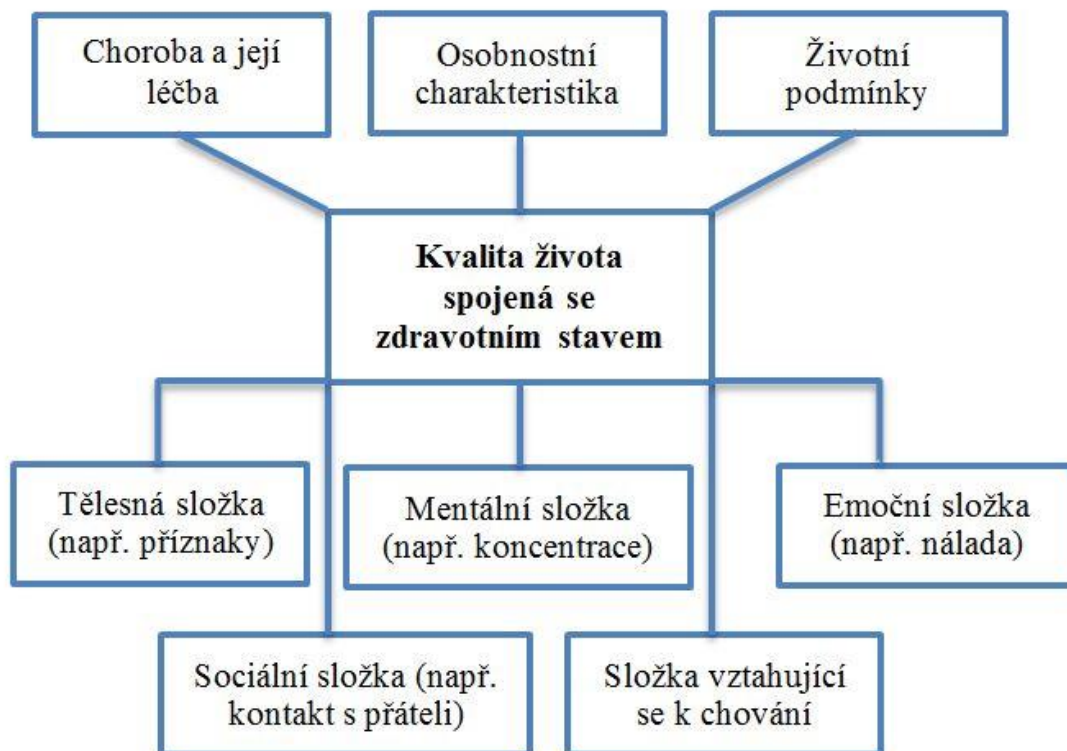 Choroba a její
léčba
Osobnostní
charakteristika
Životní
podmínky
Kvalita života
spojená se
zdravotním stavem
Tělesná složka
(např. příznaky)
Mentální složka
(např. koncentrace)
Emoční složka
(např. nálada)
Sociální složka (např.
kontakt s přáteli)
Složka vztahující
se k chování